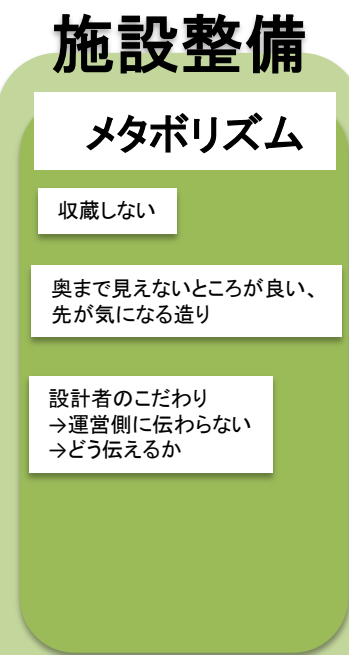 施設整備
メタボリズム
収蔵しない
奥まで見えないところが良い、
先が気になる造り
設計者のこだわり
→運営側に伝わらない
→どう伝えるか